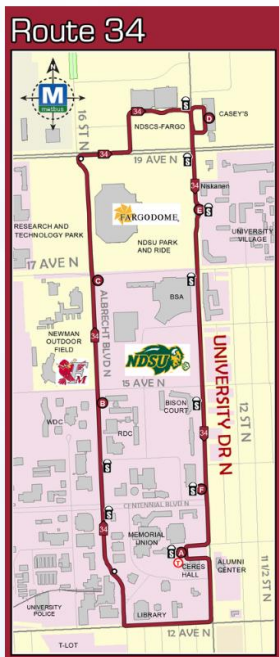 Route 34
N
M
metbus
16 ST N
34
NDSCS-FARGO
CASEY'S
D
19 AVE N
34
34
Niskanen
FARGODOME
E
RESEARCH AND
TECHNOLOGY PARK
NDSU PARK
AND RIDE
UNIVERSITY
VILLAGE
17 AVE N
C
BSA
ALBRECHT BLVD N
UNIVERSITY DR N
NEWMAN
OUTDOOR
FIELD
34
NDSU
12 ST N
15 AVE N
B
WDC
RDC
BISON
COURT
34
F
CENTENNIAL BLVD N
34
MEMORIAL
UNION
A
T
CERES
HALL
ALUMNI
CENTER
11 1/2 ST N
UNIVERSITY
POLICE
LIBRARY
12 AVE N
T-LOT